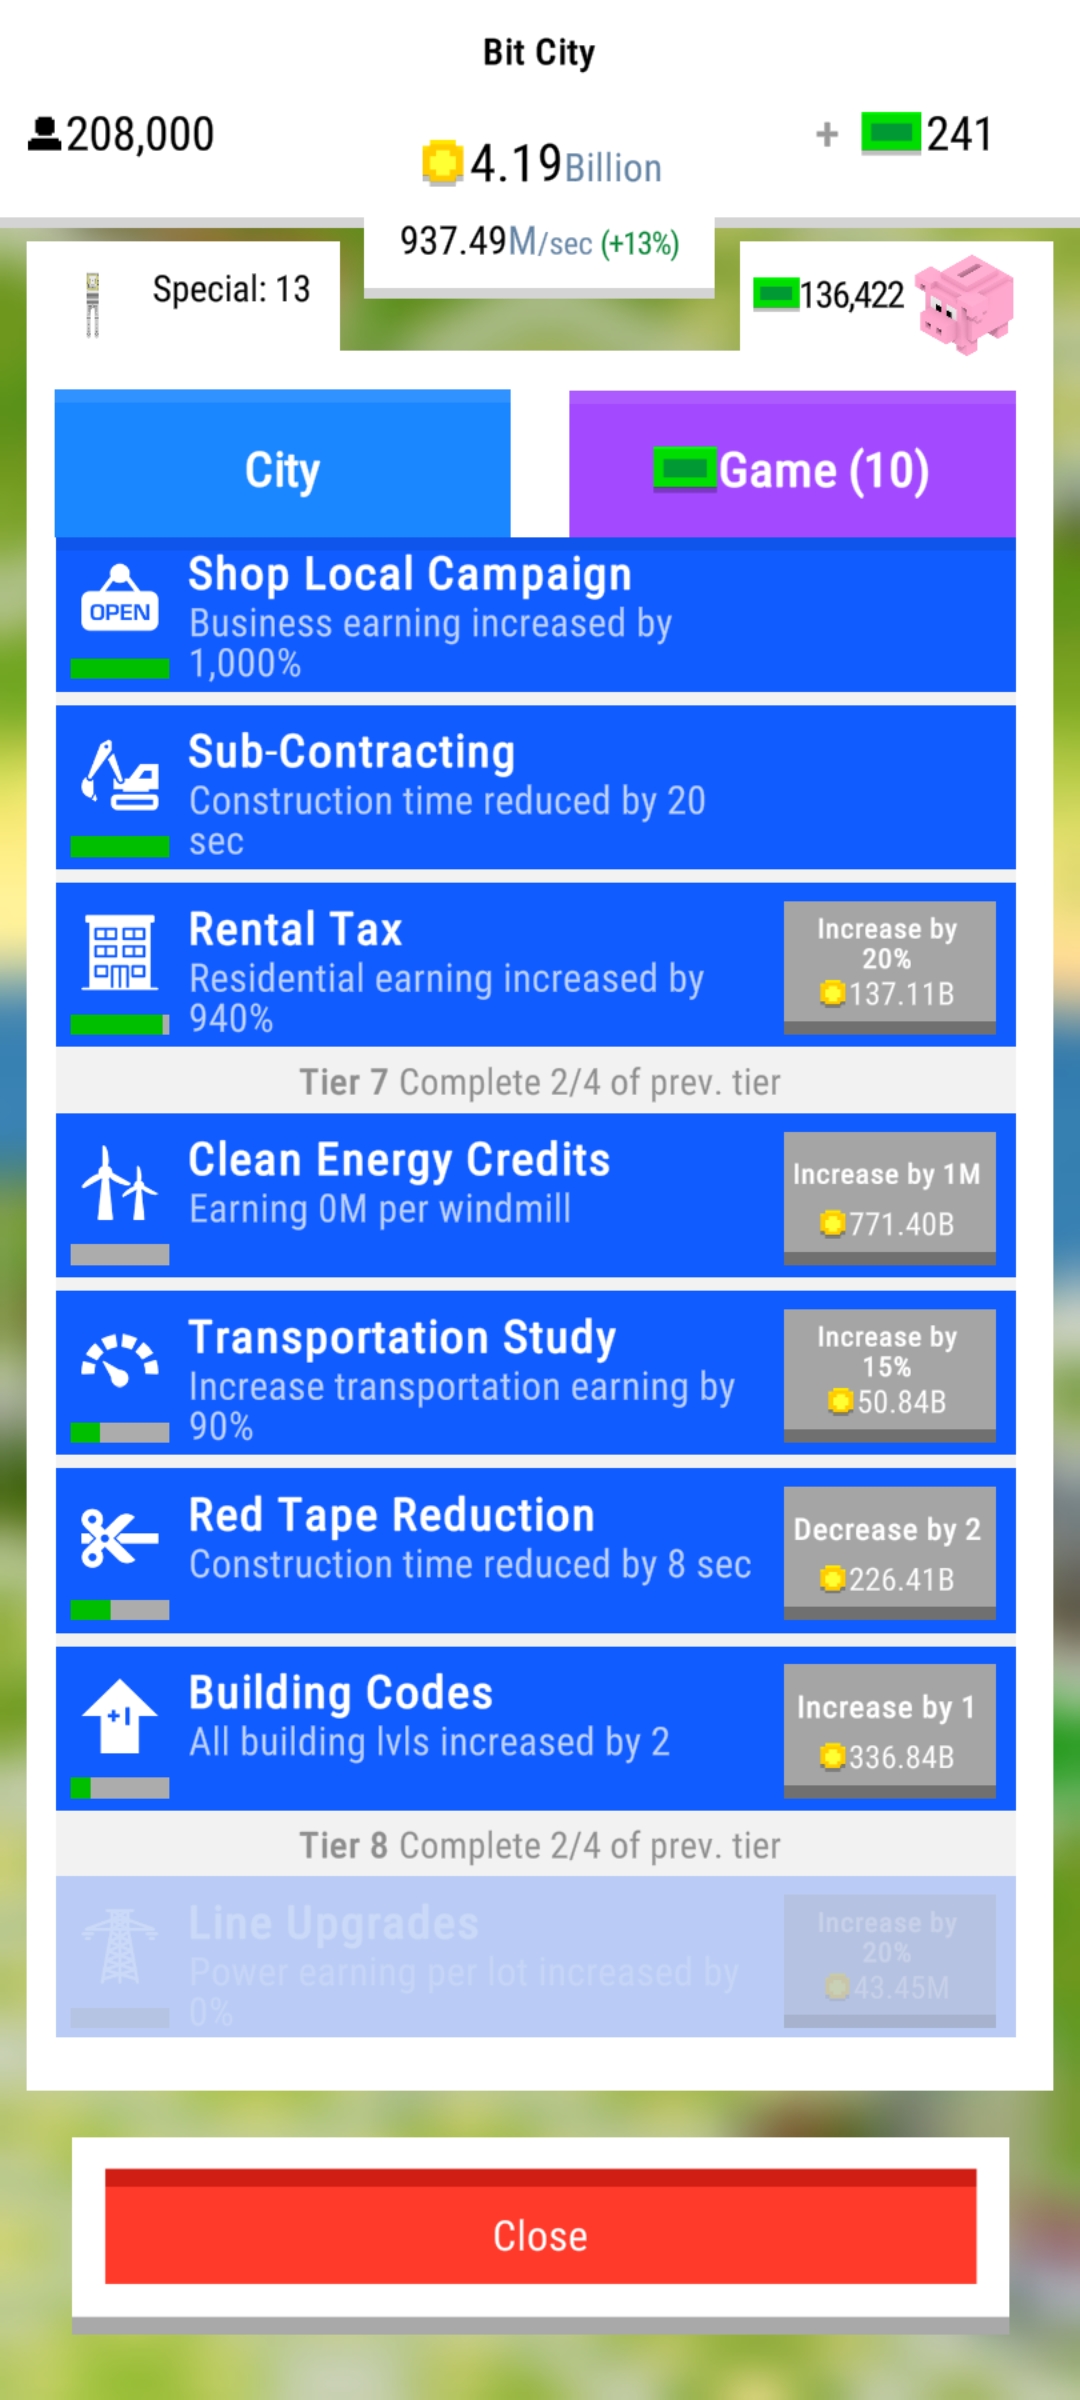 Bit City
208,000
4.19Billion
+ 241
937.49M/sec (+13%)
Special: 13
136,422
City
Game (10)
OPEN
Shop Local Campaign
Business earning increased by
1,000%
Sub-Contracting
Construction time reduced by 20
sec
Rental Tax
Residential earning increased by
940%
Increase by
20%
137.11B
Tier 7 Complete 2/4 of prev. tier
Clean Energy Credits
Earning 0M per windmill
Increase by 1M
771.40B
Transportation Study
Increase transportation earning by
90%
Increase by
15%
50.84B
Red Tape Reduction
Construction time reduced by 8 sec
Decrease by 2
226.41B
+1
Building Codes
All building lvls increased by 2
Increase by 1
336.84B
Tier 8 Complete 2/4 of prev. tier
Line Upgrades
Power earning per lot increased by
0%
Increase by
20%
43.45M
Close